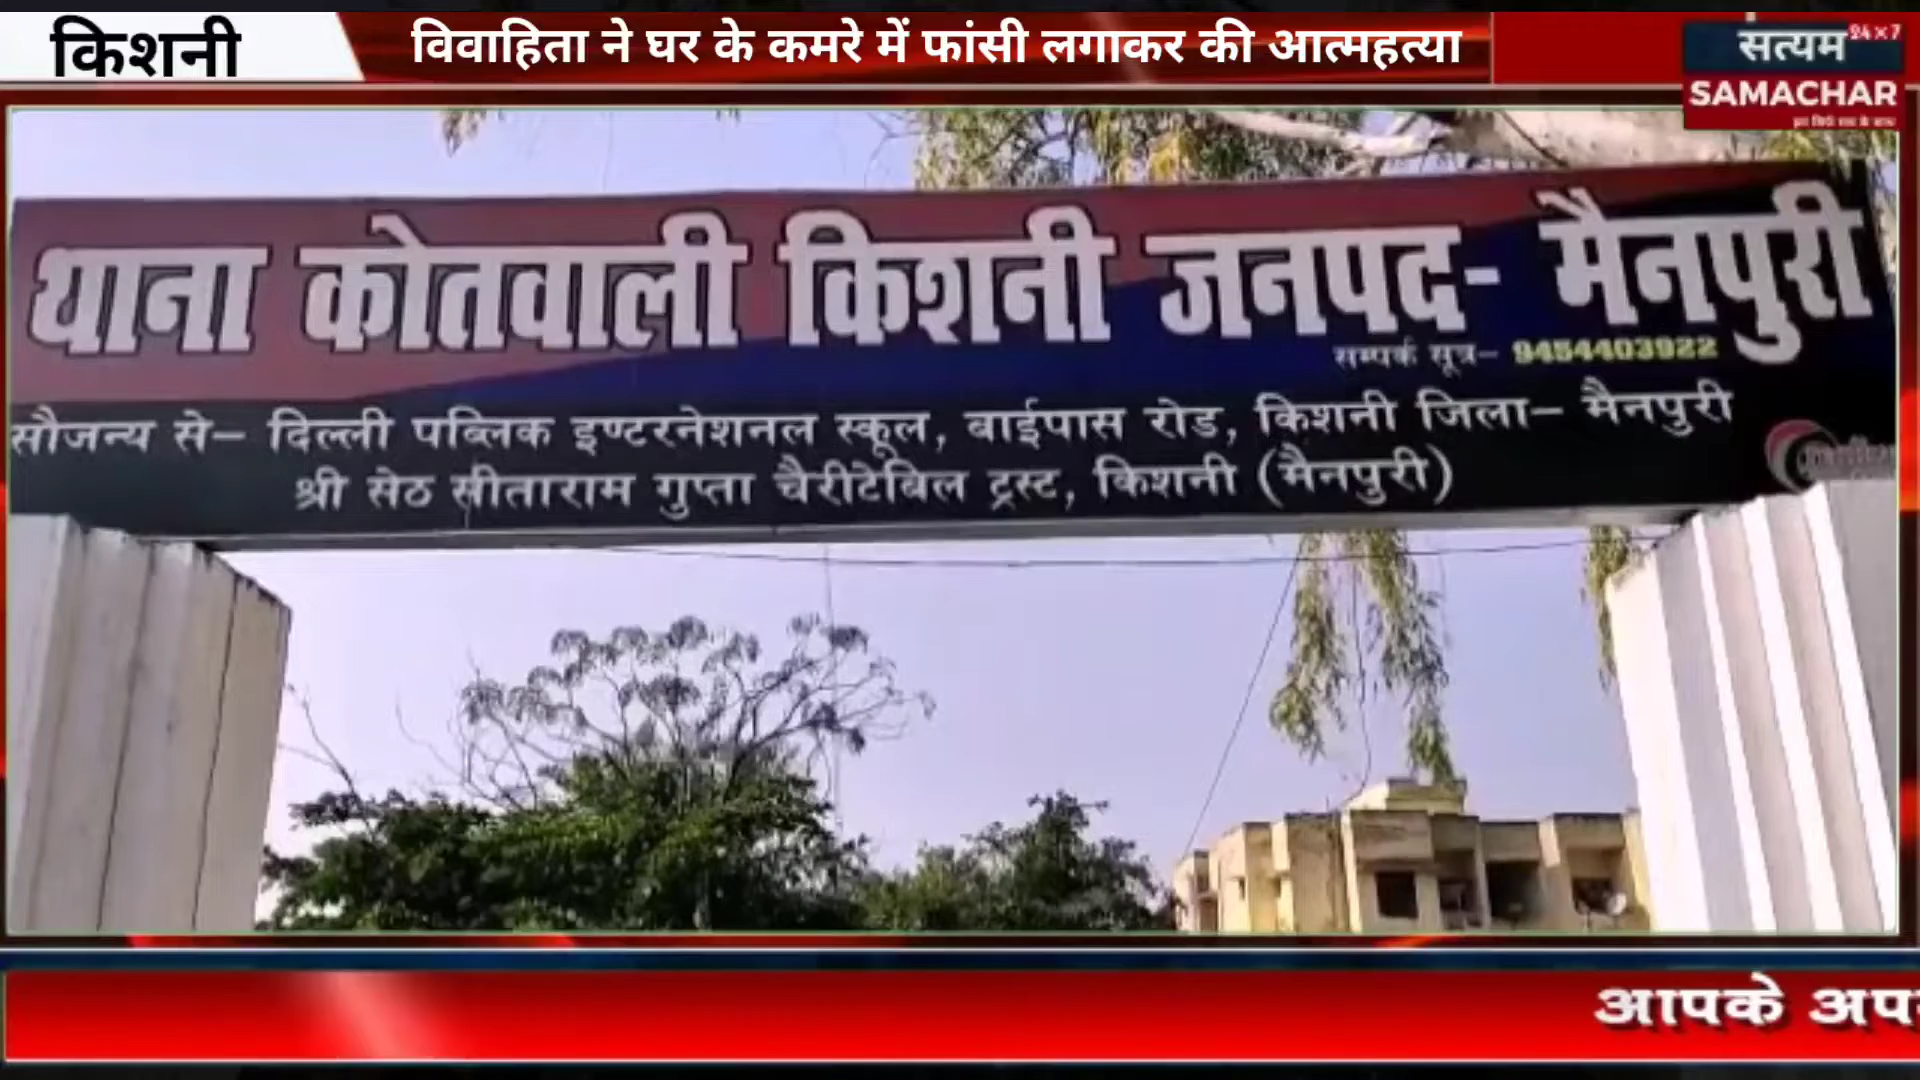 किशनी
विवाहिता ने घर के कमरे में फांसी लगाकर की आत्महत्या
24×7
सत्यम
SAMACHAR
थाना कोतवाली किशनी जनपद- मैनपुरी
सम्पर्क सूत्र- 9454403922
सौजन्य से- दिल्ली पब्लिक इण्टरनेशनल स्कूल, बाईपास रोड, किशनी जिला- मैनपुरी
श्री सेठ सीताराम गुप्ता चैरीटेबिल ट्रस्ट, किशनी (मैनपुरी)
आपके